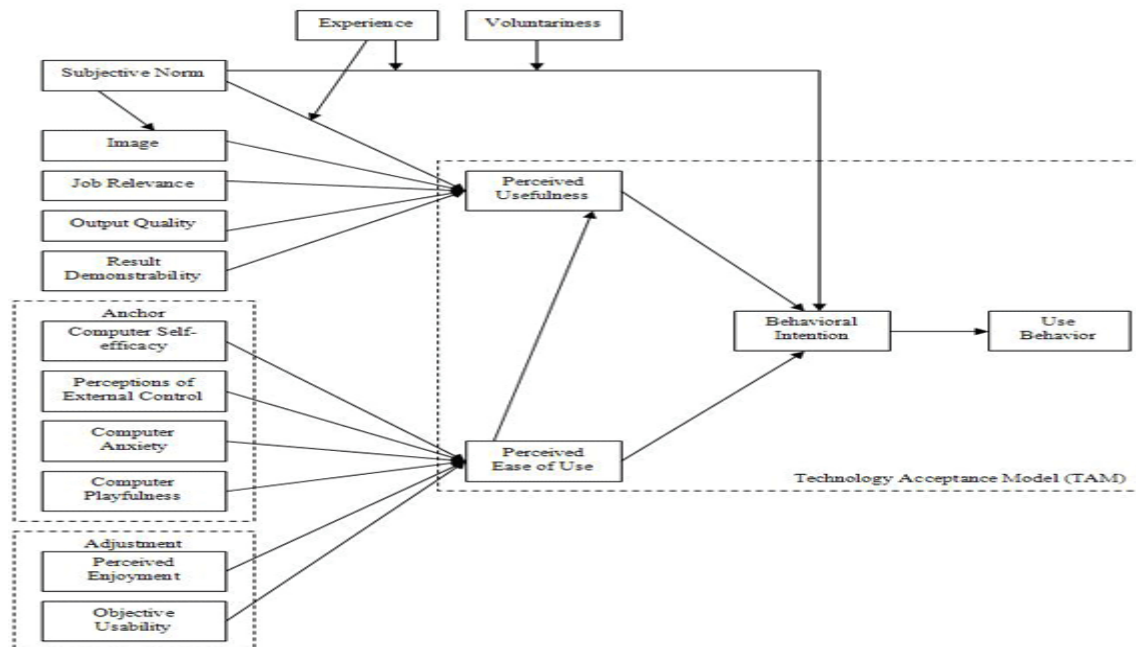 Experience
Voluntariness
Subjective Norm
Image
Job Relevance
Output Quality
Result
Demonstrability
Anchor
Computer Self-
efficacy
Perceptions of
External Control
Computer
Anxiety
Computer
Playfulness
Adjustment
Perceived
Enjoyment
Objective
Usability
Perceived
Usefulness
Perceived
Ease of Use
Behavioral
Intention
Use
Behavior
Technology Acceptance Model (TAM)